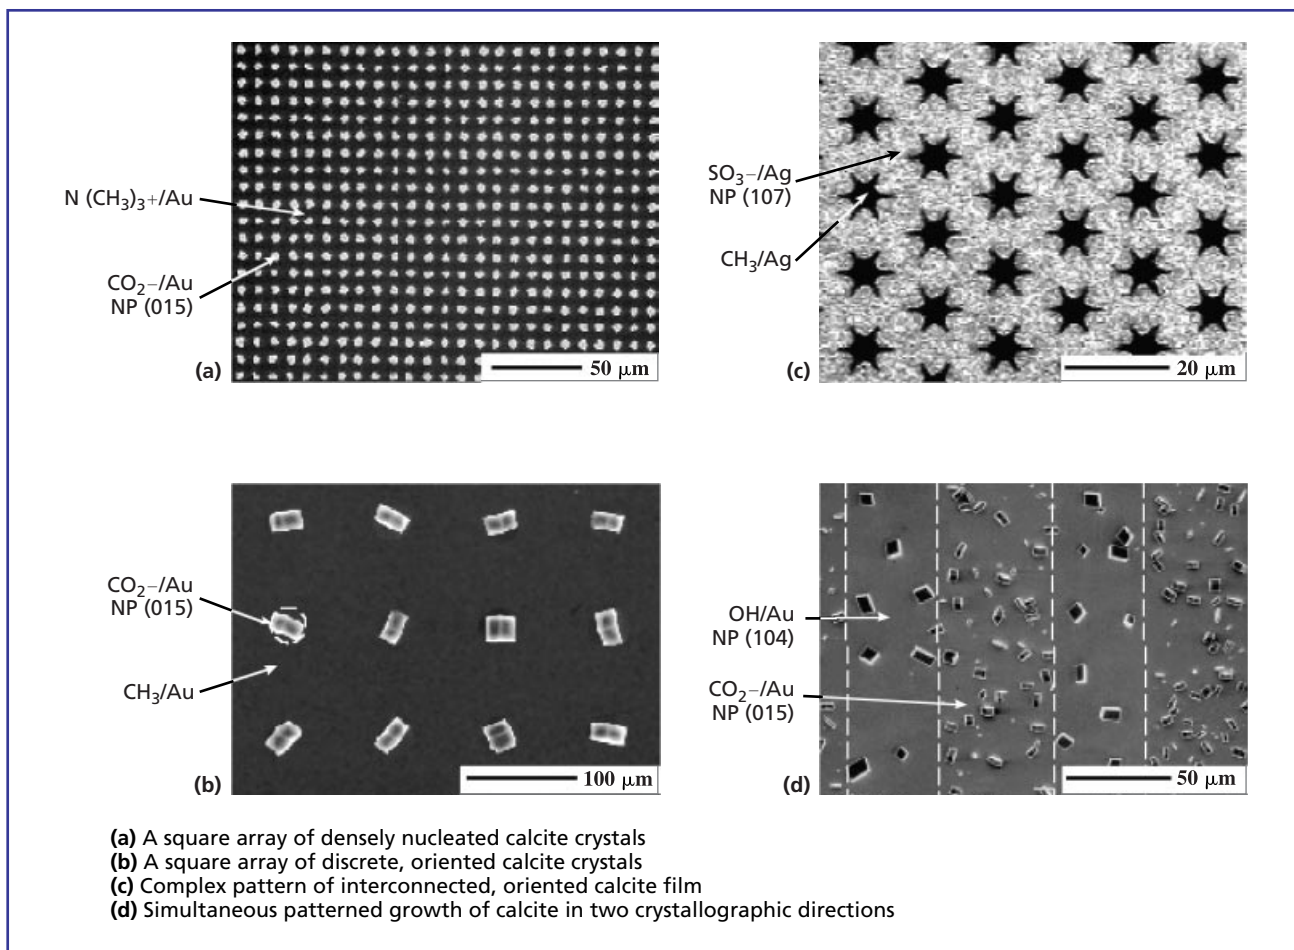 N (CH₃)₃+/Au
CO₂−/Au
NP (015)
(a)
50 μm
SO₃−/Ag
NP (107)
CH₃/Ag
(c)
20 μm
CO₂−/Au
NP (015)
CH₃/Au
(b)
100 μm
OH/Au
NP (104)
CO₂−/Au
NP (015)
(d)
50 μm
(a) A square array of densely nucleated calcite crystals
(b) A square array of discrete, oriented calcite crystals
(c) Complex pattern of interconnected, oriented calcite film
(d) Simultaneous patterned growth of calcite in two crystallographic directions